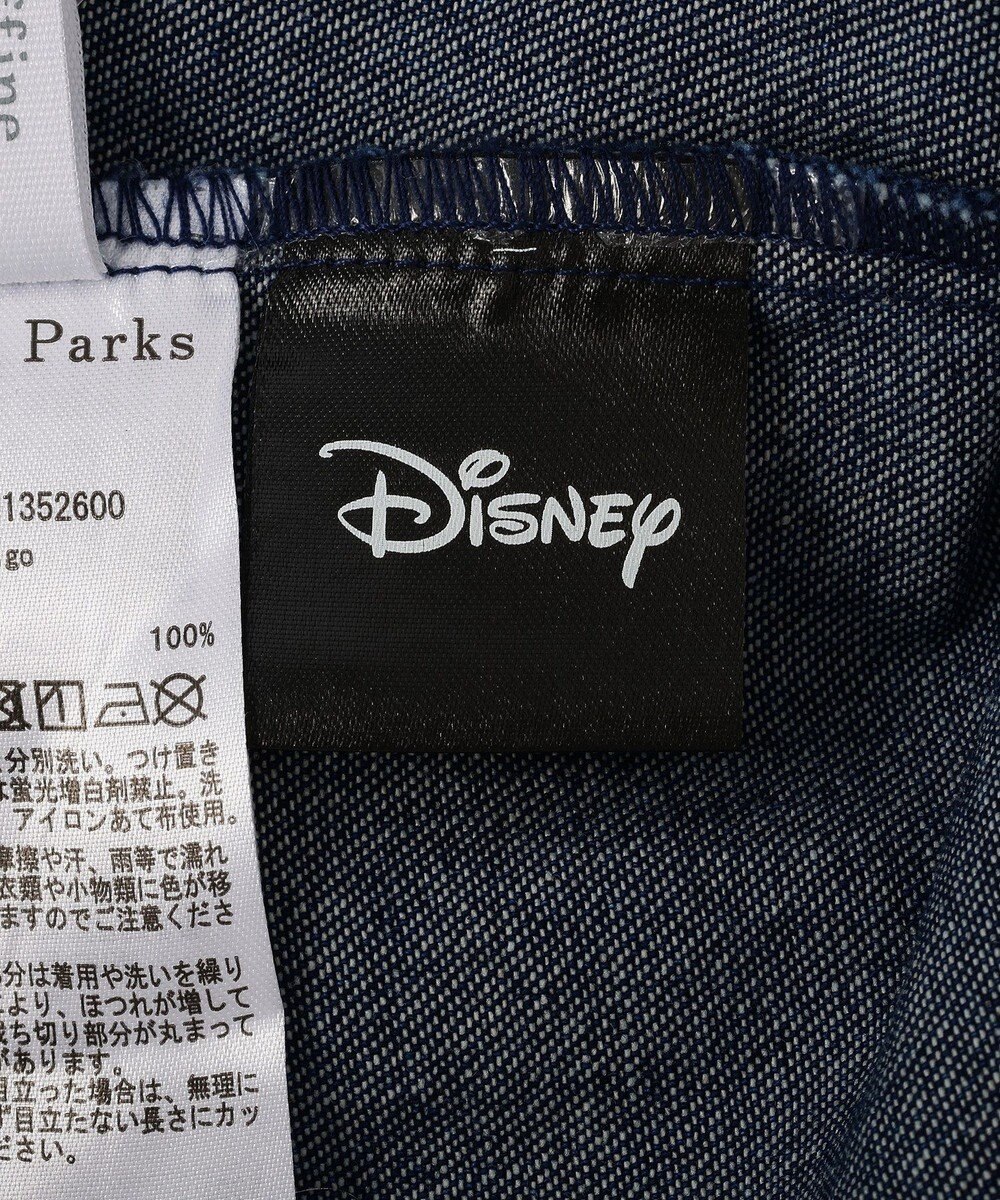 Parks
DISNEY
1352600
go
100%
分別洗い。つけ置き
は蛍光増白剤禁止。洗
アイロンあて布使用。
摩擦や汗、雨等で濡れ
衣類や小物類に色が移
ますのでご注意くださ
分は着用や洗いを繰り
より、ほつれが増して
ち切り部分が丸まって
があります。
目立った場合は、無理に
ず目立たない長さにカッ
ださい。